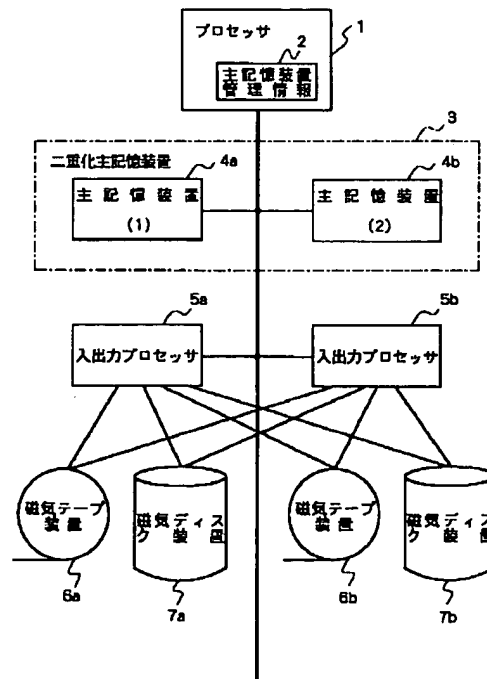 プロセッサ
1
2
主記憶装置
管理情報
3
二重化主記憶装置
4a
4b
主記憶装置
(1)
主記憶装置
(2)
5a
5b
入出力プロセッサ
入出力プロセッサ
磁気テープ
装置
磁気ディス
ク装置
磁気テープ
装置
磁気ディス
ク装置
6a
7a
6b
7b